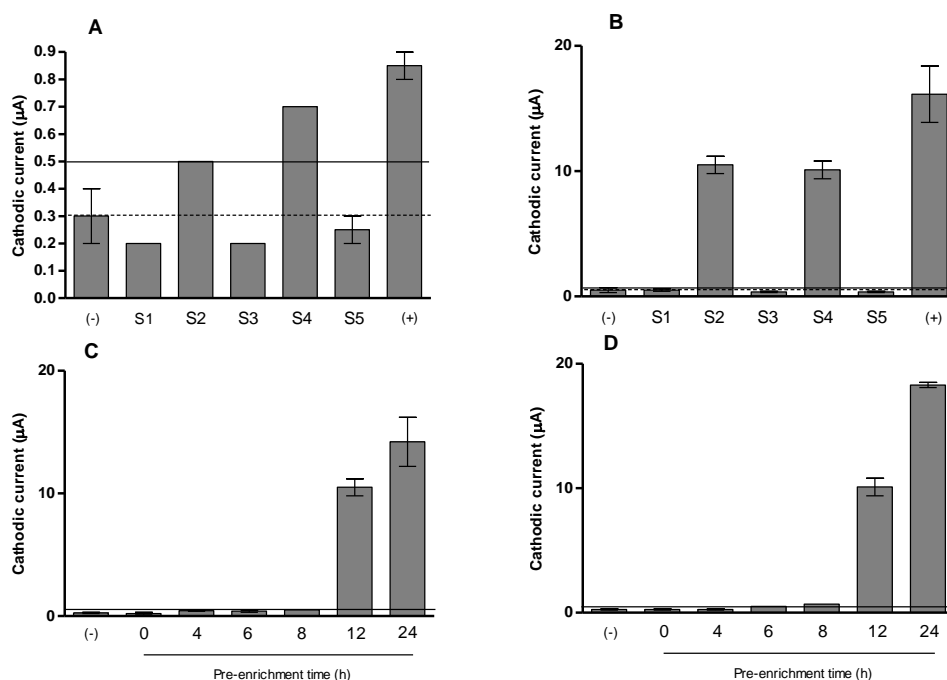 A
Cathodic current (µA)
0.9
0.8
0.7
0.6
0.5
0.4
0.3
0.2
0.1
0.0
(-) S1 S2 S3 S4 S5 (+)
B
Cathodic current (µA)
20
10
0
(-) S1 S2 S3 S4 S5 (+)
C
Cathodic current (µA)
20
10
0
(-) 0 4 6 8 12 24
Pre-enrichment time (h)
D
Cathodic current (µA)
20
10
0
(-) 0 4 6 8 12 24
Pre-enrichment time (h)